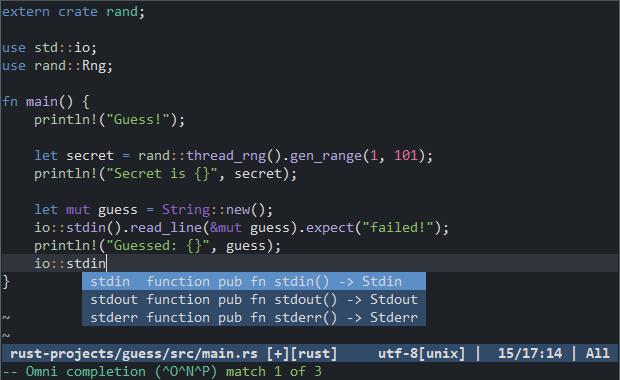 extern crate rand;
use std::io;
use rand::Rng;
fn main() {
println!("Guess!");
let secret = rand::thread_rng().gen_range(1, 101);
println!("Secret is {}", secret);
let mut guess = String::new();
io::stdin().read_line(&mut guess).expect("failed!");
println!("Guessed: {}", guess);
io::stdin
} stdin function pub fn stdin() -> Stdin
stdout function pub fn stdout() -> Stdout
~ stderr function pub fn stderr() -> Stderr
~
rust-projects/guess/src/main.rs [+][rust] utf-8[unix] | 15/17:14 | All
-- Omni completion (^O^N^P) match 1 of 3